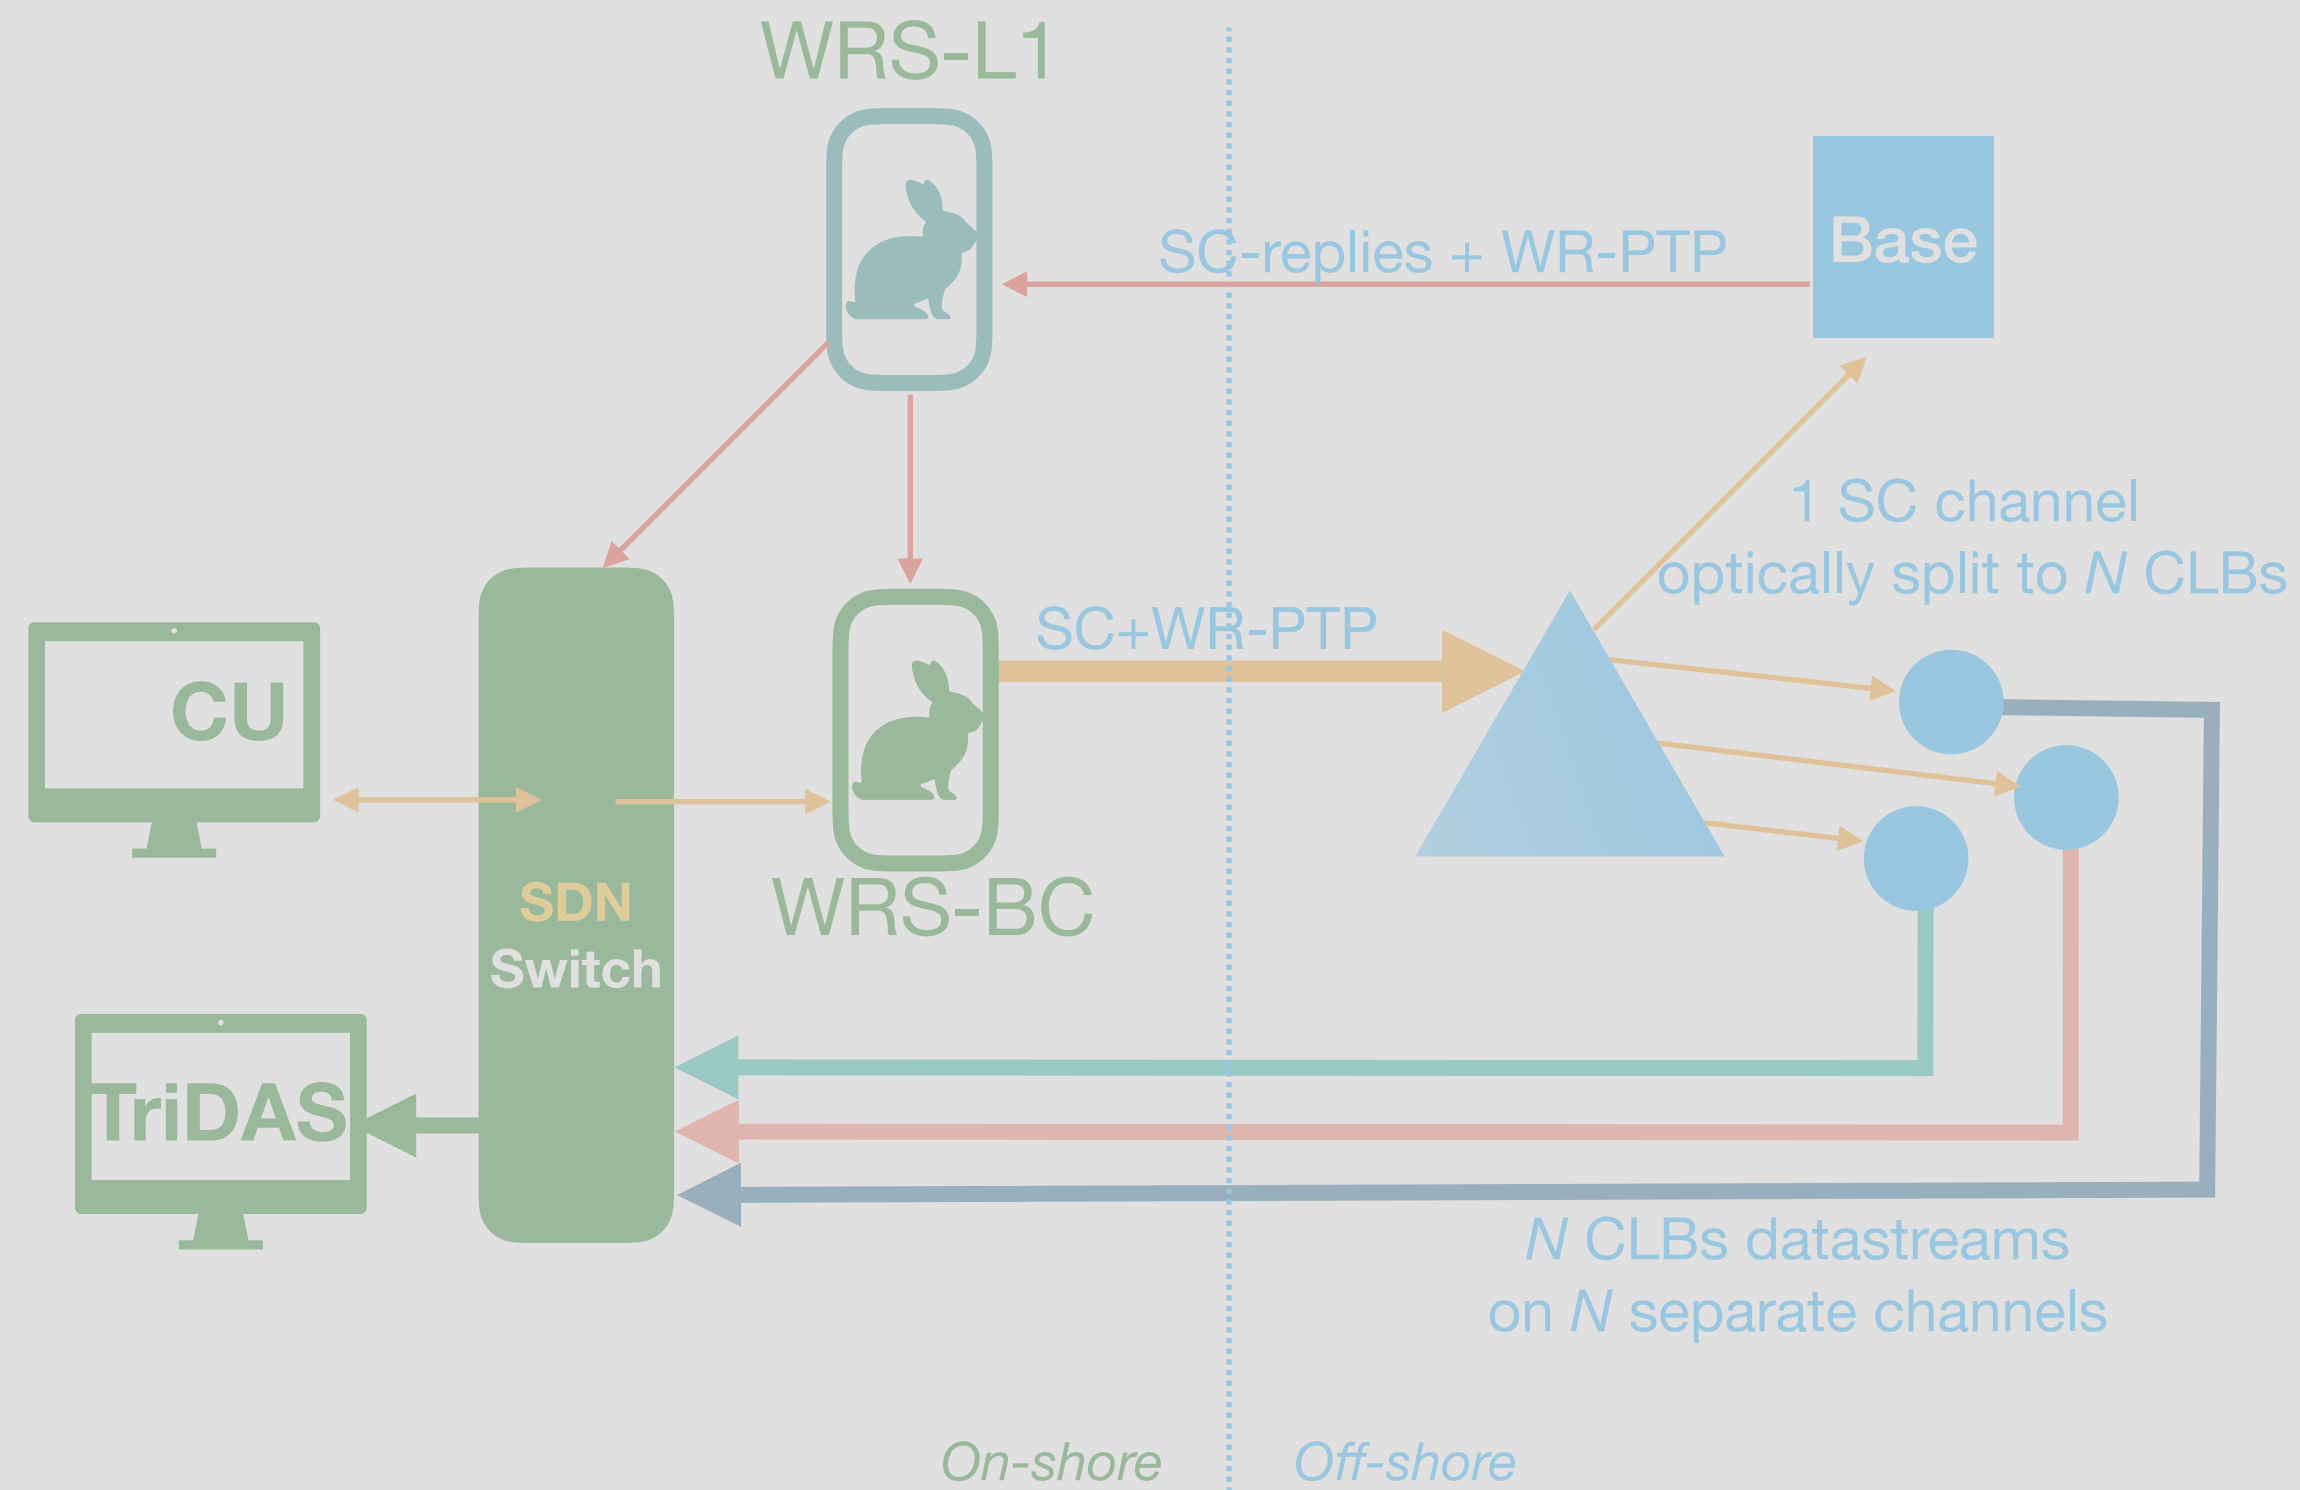 WRS-L1
SC-replies + WR-PTP
Base
1 SC channel
optically split to N CLBs
SC+WR-PTP
CU
SDN
Switch
WRS-BC
TriDAS
N CLBs datastreams
on N separate channels
On-shore
Off-shore